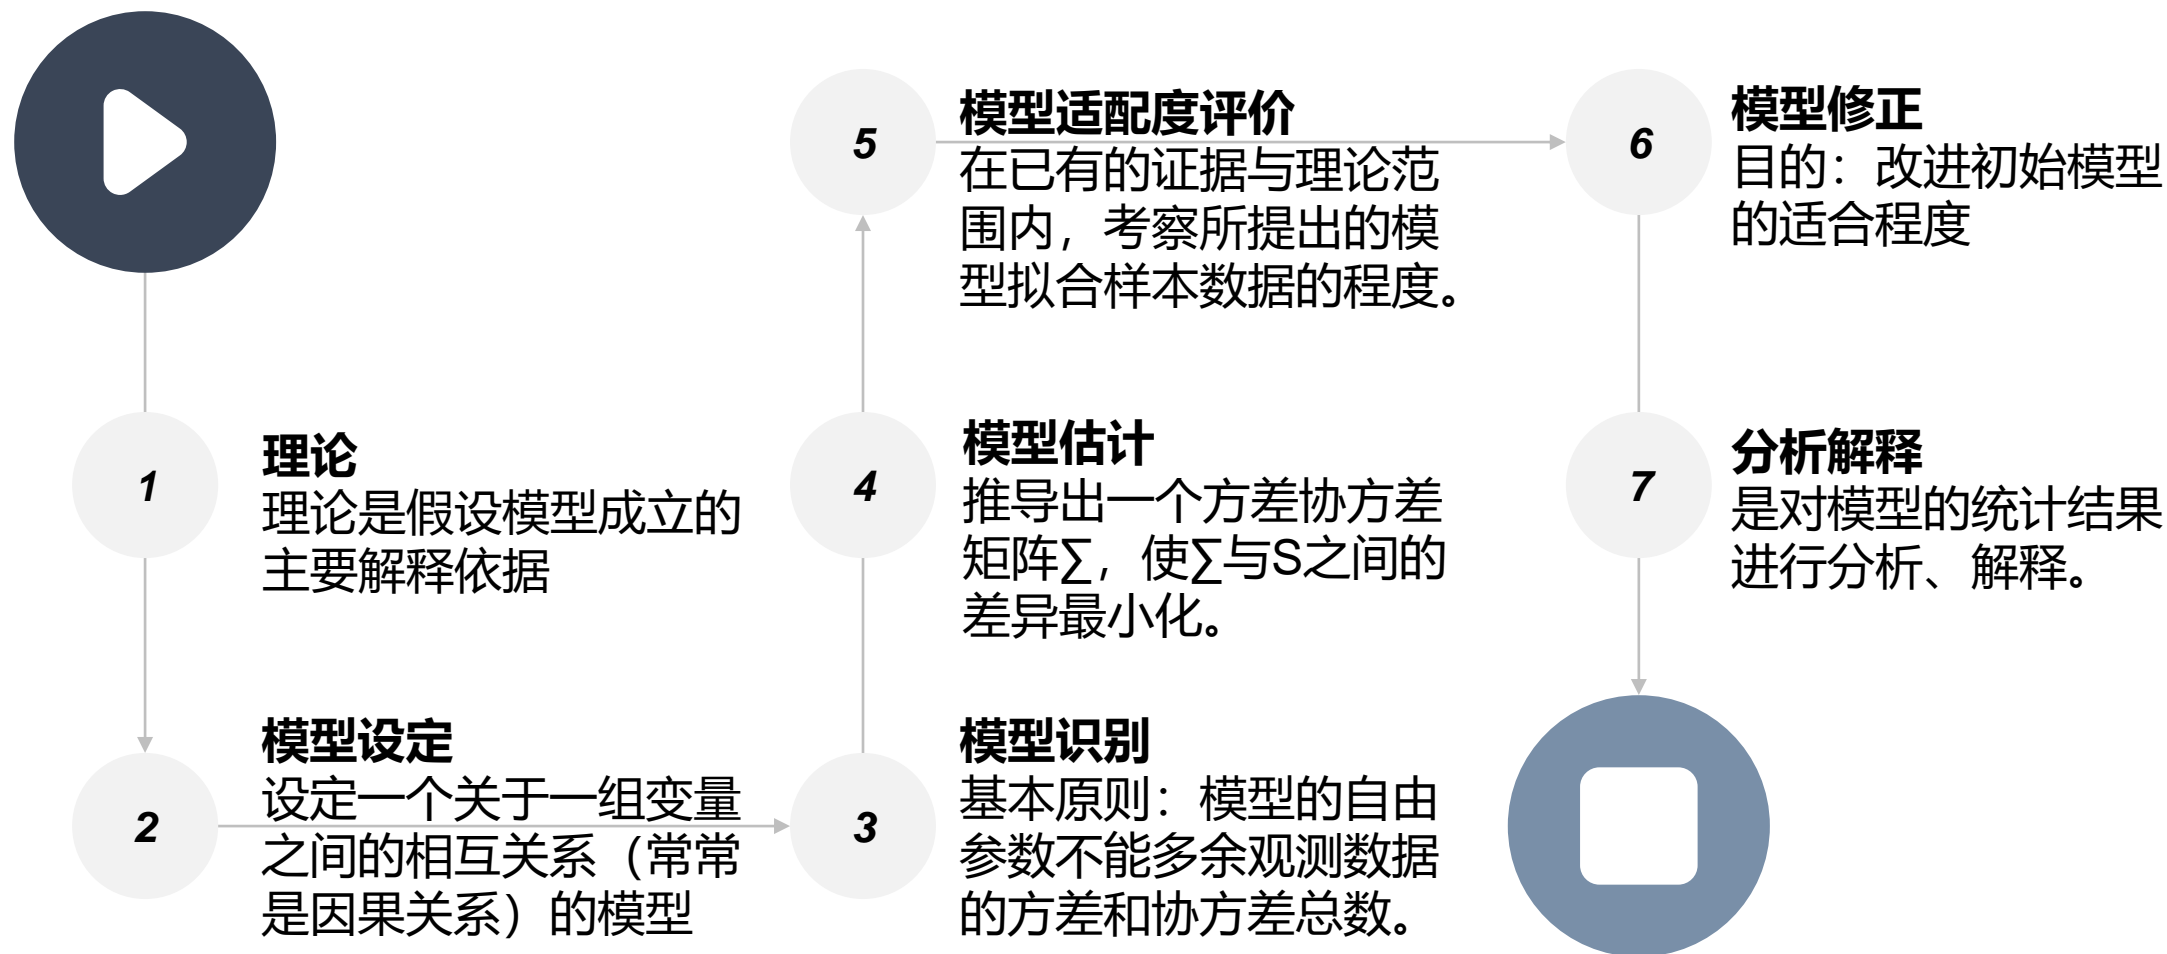 1
理论
理论是假设模型成立的
主要解释依据
2
模型设定
设定一个关于一组变量
之间的相互关系（常常
是因果关系）的模型
3
模型识别
基本原则：模型的自由
参数不能多余观测数据
的方差和协方差总数。
4
模型估计
推导出一个方差协方差
矩阵∑，使∑与S之间的
差异最小化。
5
模型适配度评价
在已有的证据与理论范
围内，考察所提出的模
型拟合样本数据的程度。
6
模型修正
目的：改进初始模型
的适合程度
7
分析解释
是对模型的统计结果
进行分析、解释。